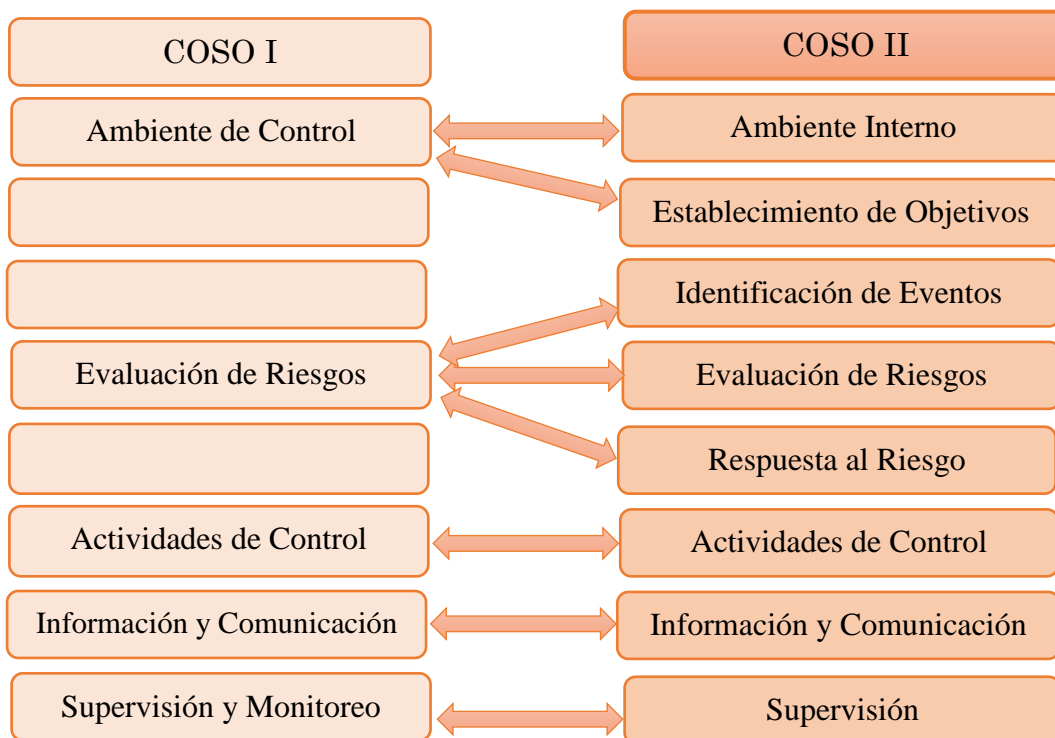 COSO I
COSO II
Ambiente de Control
Ambiente Interno
Establecimiento de Objetivos
Identificación de Eventos
Evaluación de Riesgos
Evaluación de Riesgos
Respuesta al Riesgo
Actividades de Control
Actividades de Control
Información y Comunicación
Información y Comunicación
Supervisión y Monitoreo
Supervisión